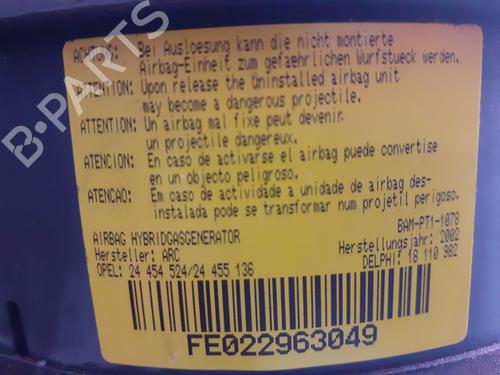 ACHTUNG: Bei Ausloesung kann die nicht montierte
Airbag-Einheit zum gefaehrlichen Wurfstueck werden.
ATTENTION: Upon release the Uninstalled airbag unit
may become a dangerous projectile.
ATTENTION: Un airbag mal fixe peut devenir
un projectile dangereux.
ATENCION: En caso de activarse el airbag puede convertise
en un objecto peligroso.
ATENCAO: Em caso de actividade a unidade de airbag des-
instalada pode se transformar num projetil perigoso.
AIRBAG HYBRIDGASGENERATOR
Hersteller: ARC
OPEL: 24 454 524/24 455 136
BAM-PT1-1078
Herstellungsjahr: 2002
DELPHI: 18 110 982
FE022963049
B-PARTS